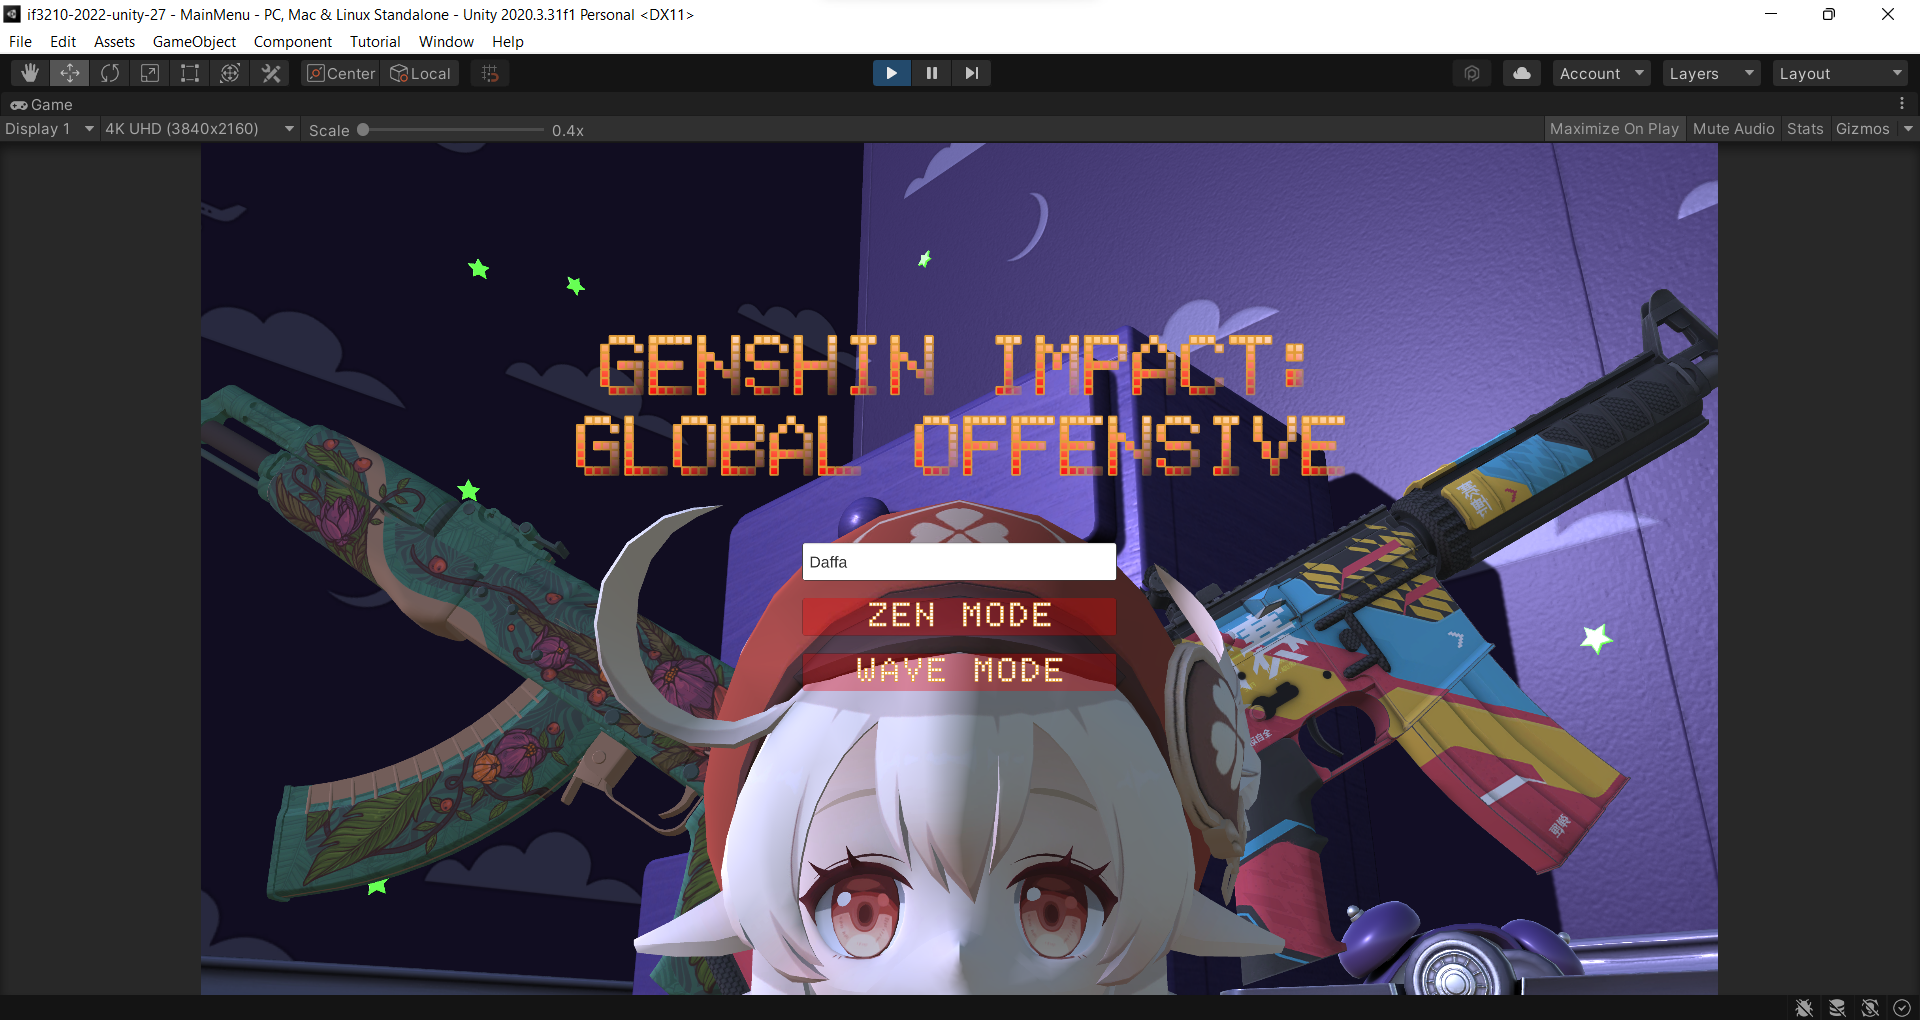 if3210-2022-unity-27 - MainMenu - PC, Mac & Linux Standalone - Unity 2020.3.31f1 Personal <DX11>
File Edit Assets GameObject Component Tutorial Window Help
Center Local Account Layers Layout
Game
Display 1 4K UHD (3840x2160) Scale 0.4x Maximize On Play Mute Audio Stats Gizmos
GENSHIN IMPACT:
GLOBAL OFFENSIVE
Daffa
ZEN MODE
WAVE MODE